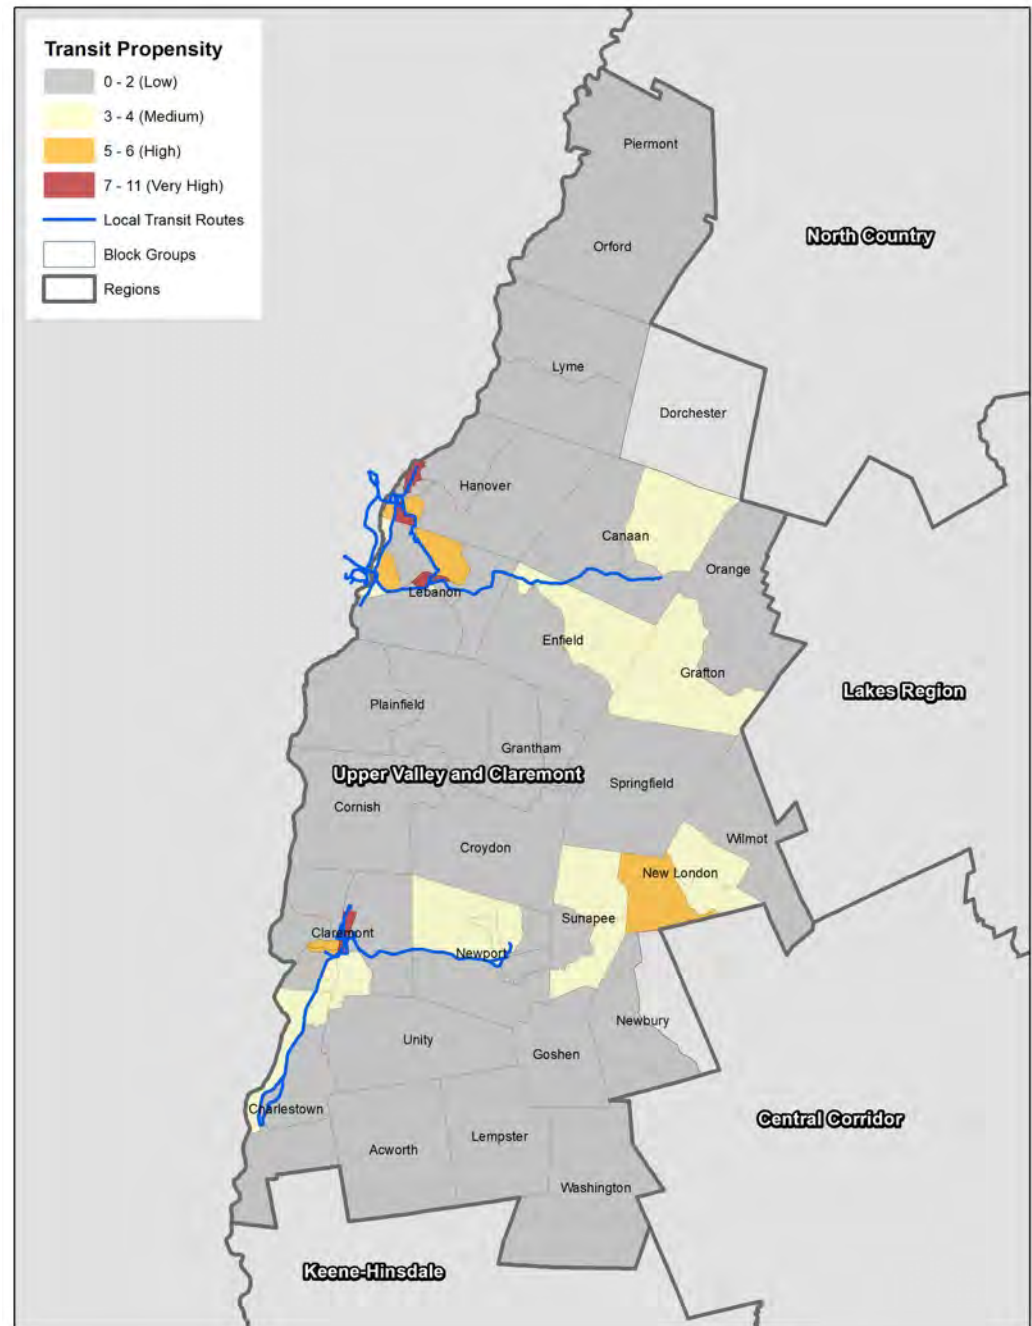 Transit Propensity
0 - 2 (Low)
3 - 4 (Medium)
5 - 6 (High)
7 - 11 (Very High)
Local Transit Routes
Block Groups
Regions
Piermont
North Country
Orford
Lyme
Dorchester
Hanover
Canaan
Orange
Lebanon
Enfield
Grafton
Lakes Region
Plainfield
Grantham
Upper Valley and Claremont
Springfield
Cornish
Wilmot
Croydon
New London
Sunapee
Claremont
Newport
Newbury
Unity
Goshen
Charlestown
Central Corridor
Lempster
Acworth
Washington
Keene-Hinsdale